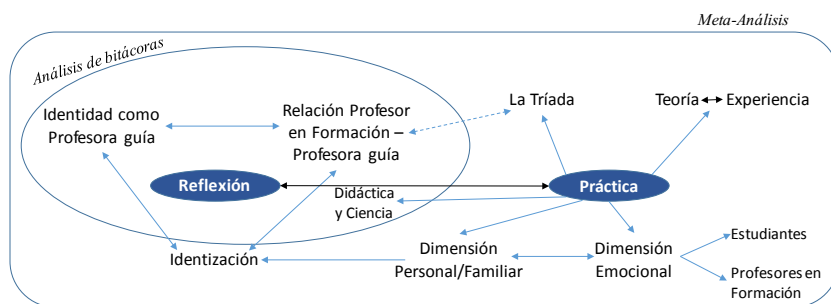 Meta-Análisis
Análisis de bitácoras
Identidad como
Profesora guía
Relación Profesor
en Formación –
Profesora guía
La Tríada
Teoría
Experiencia
Reflexión
Práctica
Didáctica
y Ciencia
Identización
Dimensión
Personal/Familiar
Dimensión
Emocional
Estudiantes
Profesores en
Formación